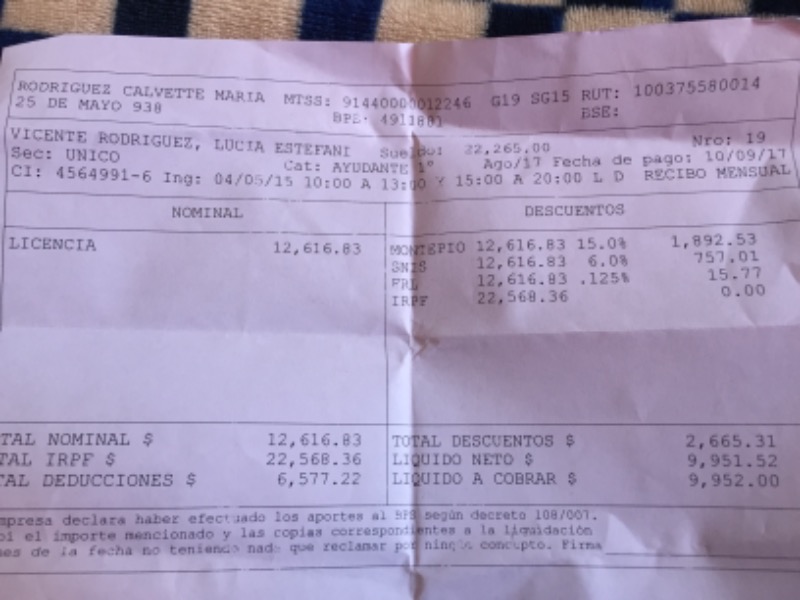 RODRIGUEZ CALVETTE MARIA MTSS: 91440000012246 G19 SG15 RUT: 100375580014
25 DE MAYO 938 BPS: 4911881 BSE:
VICENTE RODRIGUEZ, LUCIA ESTEFANI Sueldo: 22,265.00 Nro: 19
Sec: UNICO Cat: AYUDANTE 1° Ago/17 Fecha de pago: 10/09/17
CI: 4564991-6 Ing: 04/05/15 10:00 A 13:00 Y 15:00 A 20:00 L D RECIBO MENSUAL
NOMINAL DESCUENTOS
LICENCIA 12,616.83 MONTEPIO 12,616.83 15.0% 1,892.53
SNIS 12,616.83 6.0% 757.01
FRL 12,616.83 .125% 15.77
IRPF 22,568.36 0.00
TAL NOMINAL $ 12,616.83 TOTAL DESCUENTOS $ 2,665.31
TAL IRPF $ 22,568.36 LIQUIDO NETO $ 9,951.52
TAL DEDUCCIONES $ 6,577.22 LIQUIDO A COBRAR $ 9,952.00
mpresa declara haber efectuado los aportes al BPS según decreto 108/007.
bi el importe mencionado y las copias correspondientes a la liquidación
nes de la fecha no teniendo nada que reclamar por ningún concepto. Firma